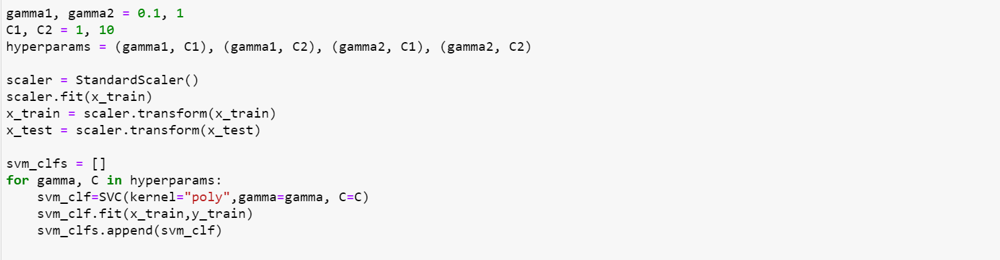 gamma1, gamma2 = 0.1, 1
C1, C2 = 1, 10
hyperparams = (gamma1, C1), (gamma1, C2), (gamma2, C1), (gamma2, C2)

scaler = StandardScaler()
scaler.fit(x_train)
x_train = scaler.transform(x_train)
x_test = scaler.transform(x_test)

svm_clfs = []
for gamma, C in hyperparams:
    svm_clf=SVC(kernel="poly",gamma=gamma, C=C)
    svm_clf.fit(x_train,y_train)
    svm_clfs.append(svm_clf)